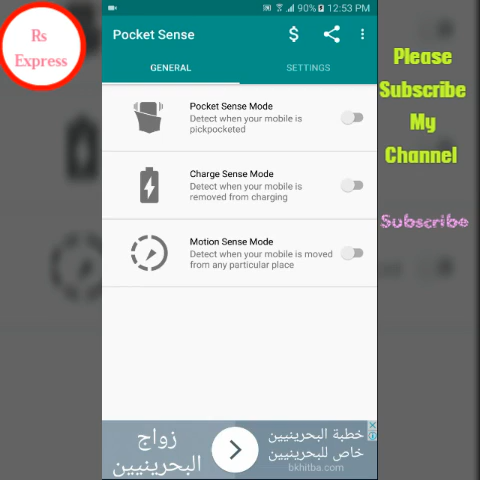 Rs
Express
90% 12:53 PM
Pocket Sense
GENERAL
SETTINGS
Pocket Sense Mode
Detect when your mobile is
pickpocketed
Charge Sense Mode
Detect when your mobile is
removed from charging
Motion Sense Mode
Detect when your mobile is moved
from any particular place
Please
Subscribe
My
Channel
Subscribe
زواج
البحرينيين
خطبة البحرينيين
خاص للبحرينيين
bkhitba.com